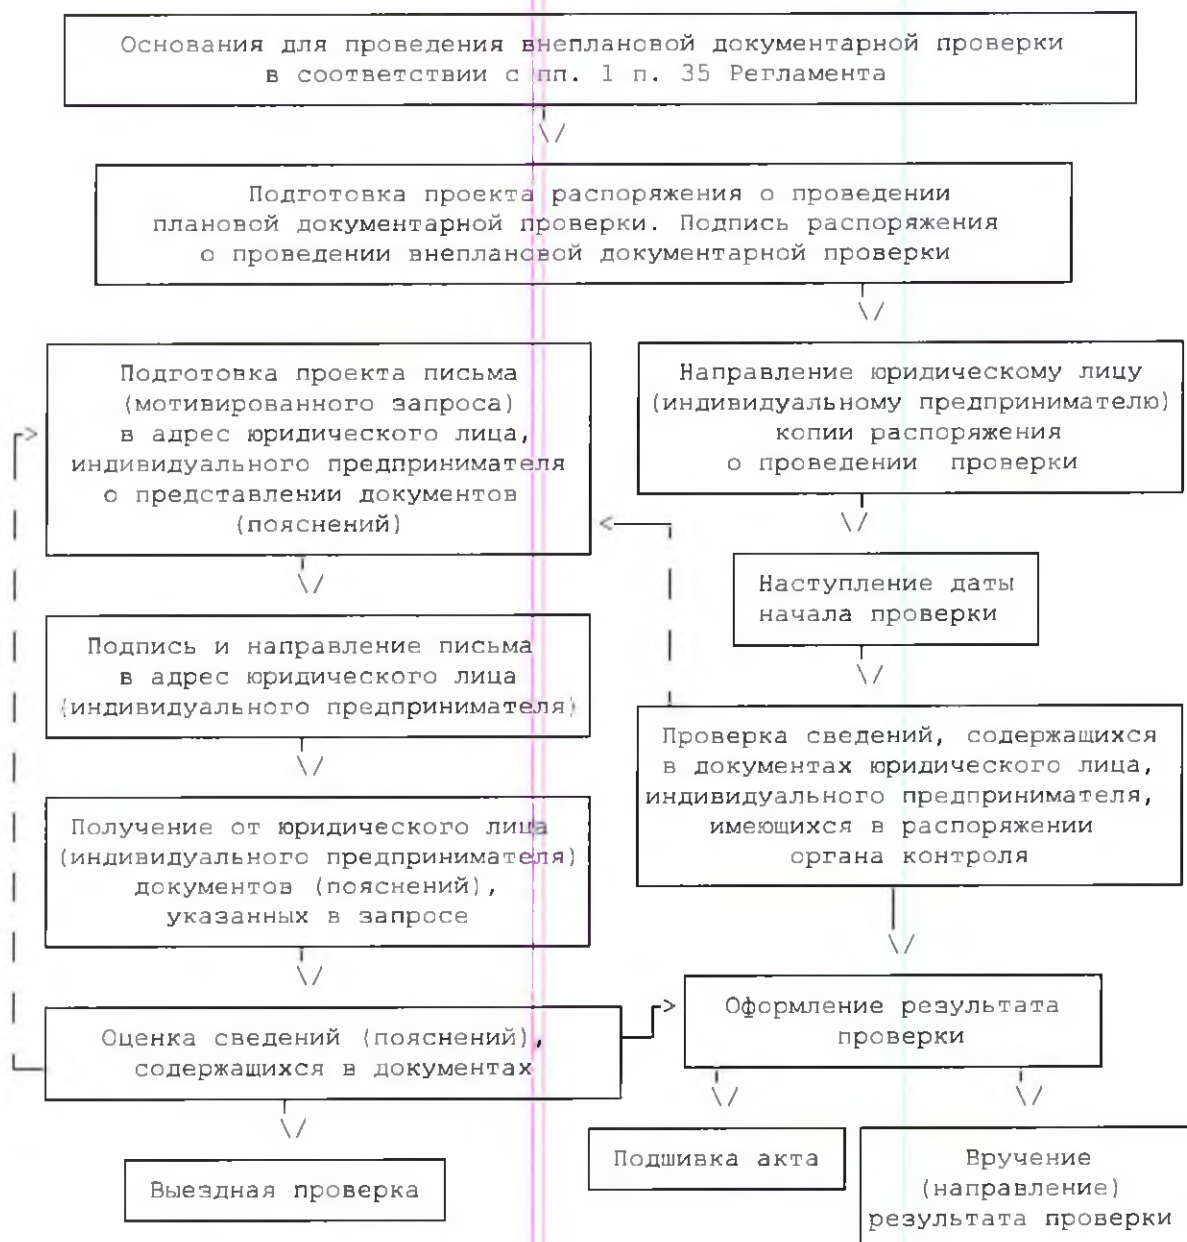 Основания для проведения внеплановой документарной проверки
в соответствии с пп. 1 п. 35 Регламента
Подготовка проекта распоряжения о проведении
плановой документарной проверки. Подпись распоряжения
о проведении внеплановой документарной проверки
Подготовка проекта письма
(мотивированного запроса)
в адрес юридического лица,
индивидуального предпринимателя
о представлении документов
(пояснений)
Направление юридическому лицу
(индивидуальному предпринимателю)
копии распоряжения
о проведении проверки
Наступление даты
начала проверки
Подпись и направление письма
в адрес юридического лица
(индивидуального предпринимателя)
Проверка сведений, содержащихся
в документах юридического лица,
индивидуального предпринимателя,
имеющихся в распоряжении
органа контроля
Получение от юридического лица
(индивидуального предпринимателя)
документов (пояснений),
указанных в запросе
Оценка сведений (пояснений),
содержащихся в документах
Оформление результата
проверки
Выездная проверка
Подшивка акта
Вручение
(направление)
результата проверки